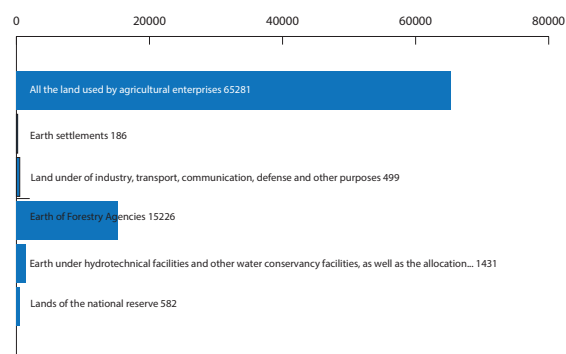 0 20000 40000 60000 80000
All the land used by agricultural enterprises 65281
Earth settlements 186
Land under of industry, transport, communication, defense and other purposes 499
Earth of Forestry Agencies 15226
Earth under hydrotechnical facilities and other water conservancy facilities, as well as the allocation... 1431
Lands of the national reserve 582